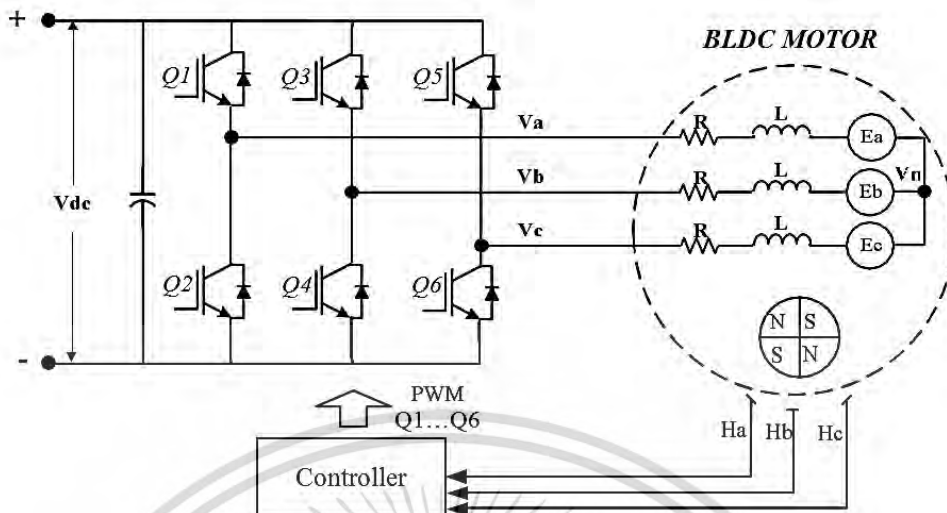 +
BLDC MOTOR
Q1
Q3
Q5
Va
R
L
Ea
Vdc
Vb
R
L
Eb
Vn
Vc
R
L
Ec
Q2
Q4
Q6
N S
S N
-
PWM
Q1...Q6
Ha Hb Hc
Controller